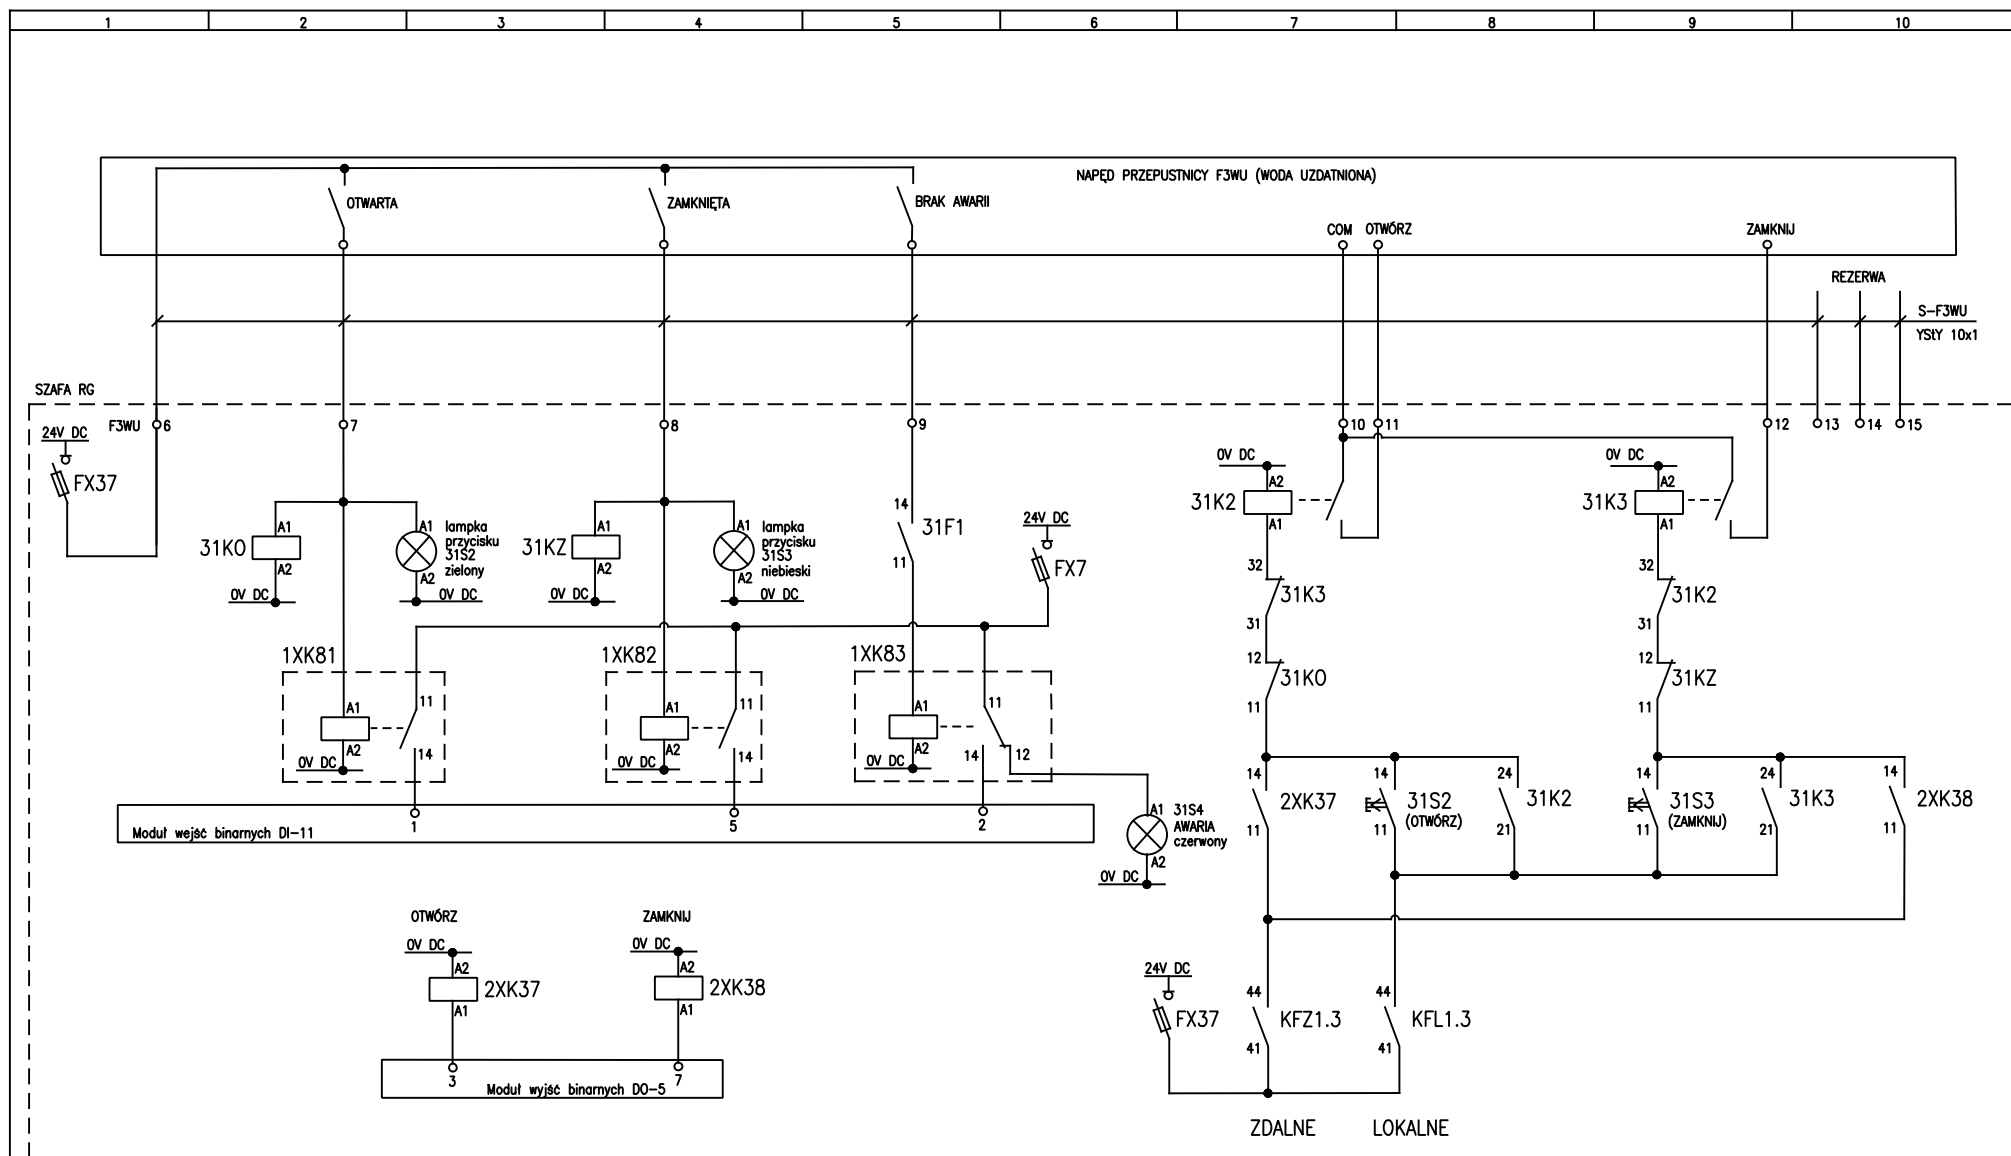 1 2 3 4 5 6 7 8 9 10
NAPĘD PRZEPUSTNICY F3WU (WODA UZDATNIONA)
OTWARTA ZAMKNIĘTA BRAK AWARII
COM OTWÓRZ ZAMKNIJ
REZERWA
S-F3WU
YStY 10x1
SZAFA RG
F3WU 6 7 8 9 10 11 12 13 14 15
24V DC
FX37
31KO A1 A2
0V DC
A1 A2
lampka
przycisku
31S2
zielony
0V DC
31KZ A1 A2
0V DC
A1 A2
lampka
przycisku
31S3
niebieski
0V DC
14
31F1
11
24V DC
FX7
0V DC
A2
31K2
A1
32
31K3
31
12
31KO
11
0V DC
A2
31K3
A1
32
31K2
31
12
31KZ
11
1XK81
A1 11
A2 14
0V DC
1XK82
A1 11
A2 14
0V DC
1XK83
A1 11
A2 14 12
0V DC
Moduł wejść binarnych DI-11
1 5 2
A1 31S4
AWARIA
czerwony
A2
0V DC
14 2XK37 11
14 31S2 (OTWÓRZ) 11
24 31K2 21
14 31S3 (ZAMKNIJ) 11
24 31K3 21
14 2XK38 11
OTWÓRZ
0V DC
A2
2XK37
A1
ZAMKNIJ
0V DC
A2
2XK38
A1
3 7
Moduł wyjść binarnych DO-5
24V DC
FX37
44 KFZ1.3 41
44 KFL1.3 41
ZDALNE LOKALNE